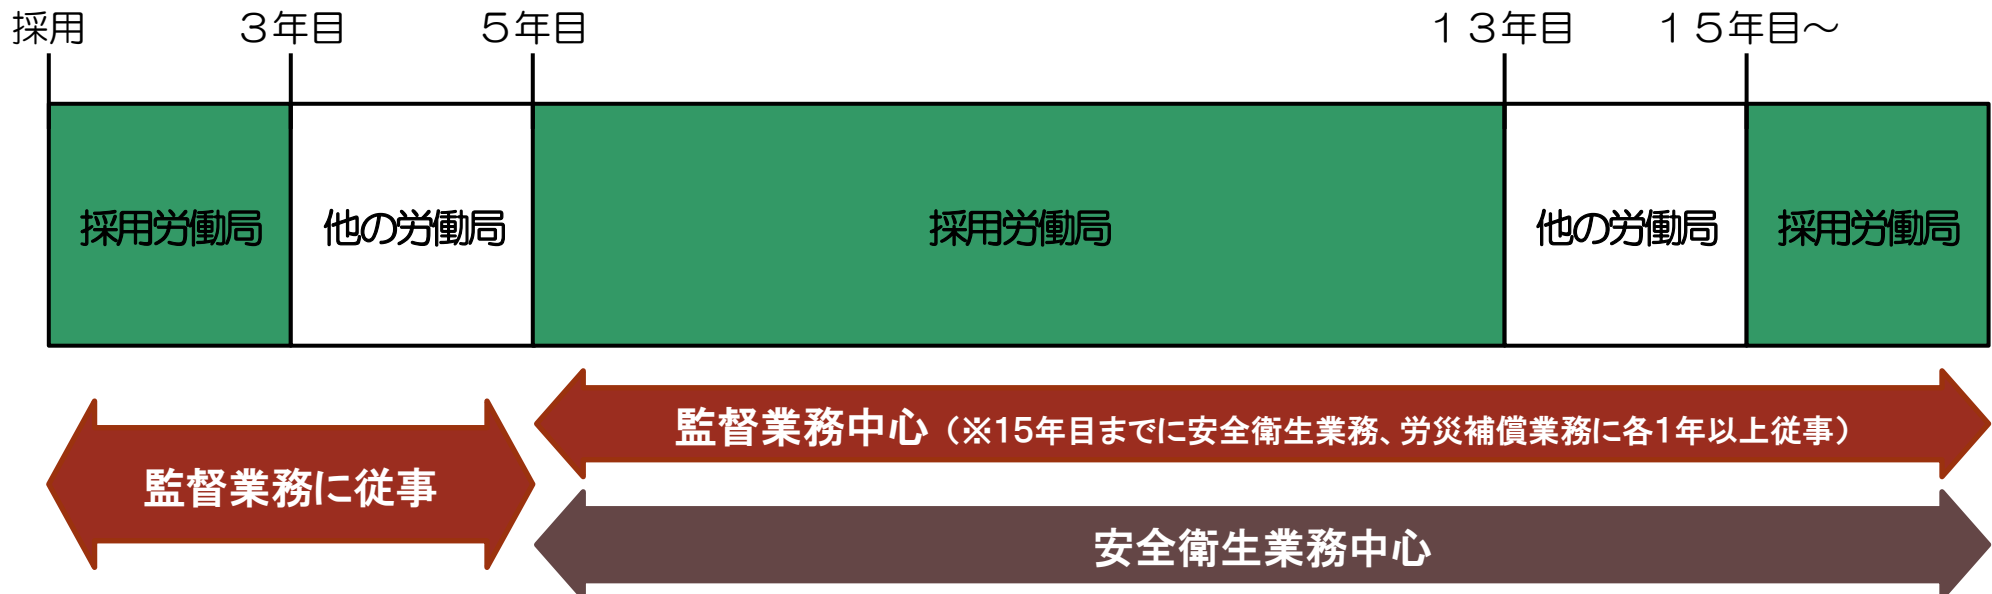 採用 ３年目 ５年目 １３年目 １５年目～
採用労働局 他の労働局 採用労働局 他の労働局 採用労働局
監督業務中心（※15年目までに安全衛生業務、労災補償業務に各1年以上従事）
監督業務に従事
安全衛生業務中心